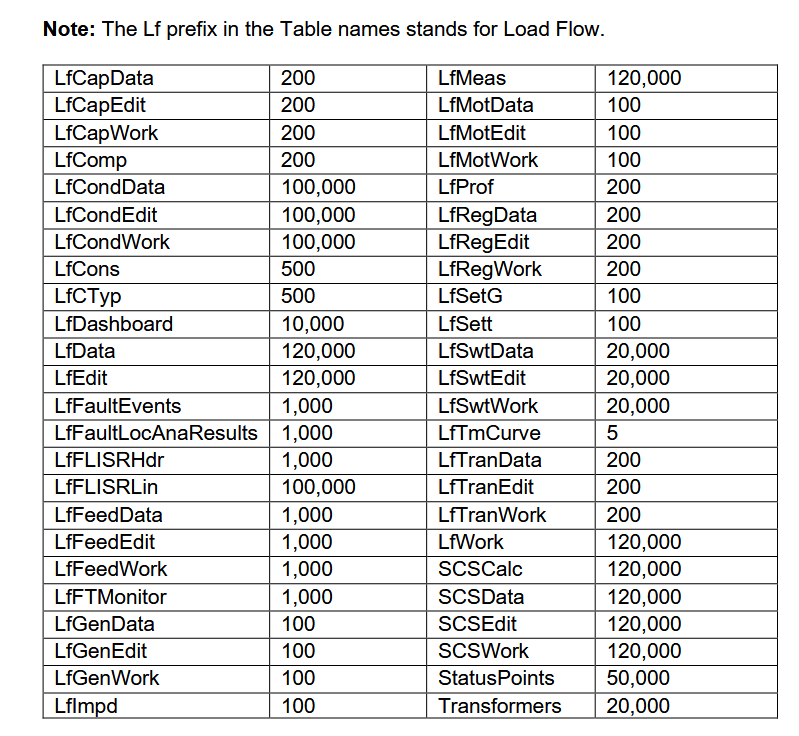 Note: The Lf prefix in the Table names stands for Load Flow.
LfCapData 200 LfMeas 120,000
LfCapEdit 200 LfMotData 100
LfCapWork 200 LfMotEdit 100
LfComp 200 LfMotWork 100
LfCondData 100,000 LfProf 200
LfCondEdit 100,000 LfRegData 200
LfCondWork 100,000 LfRegEdit 200
LfCons 500 LfRegWork 200
LfCTyp 500 LfSetG 100
LfDashboard 10,000 LfSett 100
LfData 120,000 LfSwtData 20,000
LfEdit 120,000 LfSwtEdit 20,000
LfFaultEvents 1,000 LfSwtWork 20,000
LfFaultLocAnaResults 1,000 LfTmCurve 5
LfFLISRHdr 1,000 LfTranData 200
LfFLISRLin 100,000 LfTranEdit 200
LfFeedData 1,000 LfTranWork 200
LfFeedEdit 1,000 LfWork 120,000
LfFeedWork 1,000 SCSCalc 120,000
LfFTMonitor 1,000 SCSData 120,000
LfGenData 100 SCSEdit 120,000
LfGenEdit 100 SCSWork 120,000
LfGenWork 100 StatusPoints 50,000
LfImpd 100 Transformers 20,000